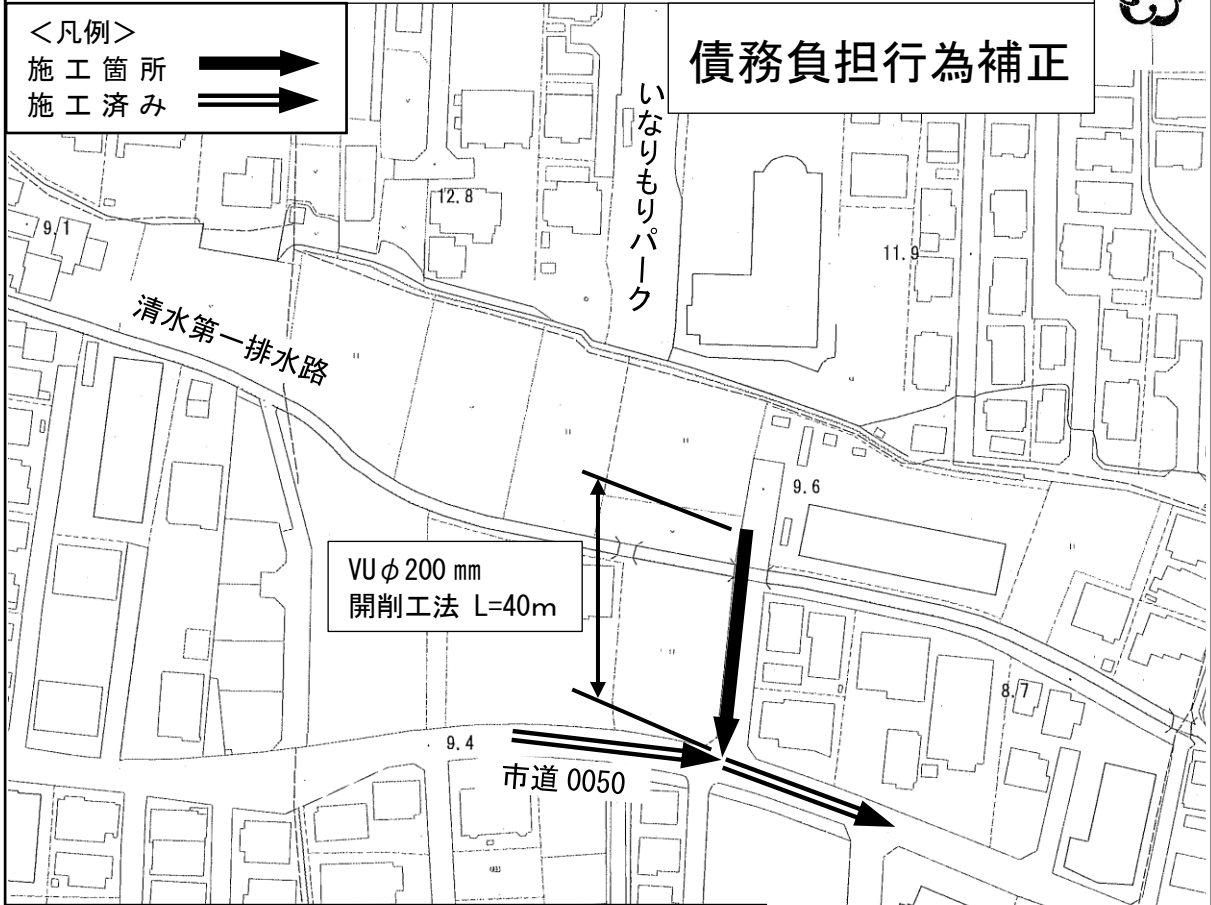 ＜凡例＞
施工箇所
施工済み
債務負担行為補正
いなりもりパーク
12.8
9.1
11.9
清水第一排水路
9.6
VUφ200㎜
開削工法 L=40m
8.7
9.4
市道 0050